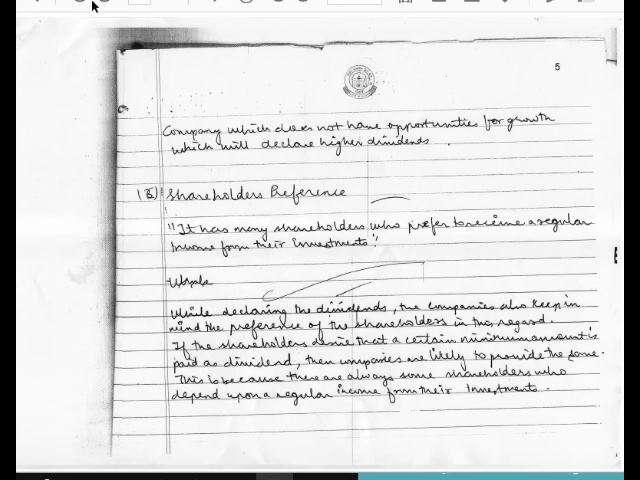 5
Company which does not have opportunities for growth
which will declare higher dividends.
Shareholders Preference
"It has many shareholders who prefer to receive a regular
income from their investments."
While declaring the dividends, the companies also keep in
mind the preference of the shareholders in this regard.
If the shareholders desire that a certain minimum amount is
paid as dividend, then companies are likely to provide the same.
This is because there are always some shareholders who
depend upon a regular income from their investments.